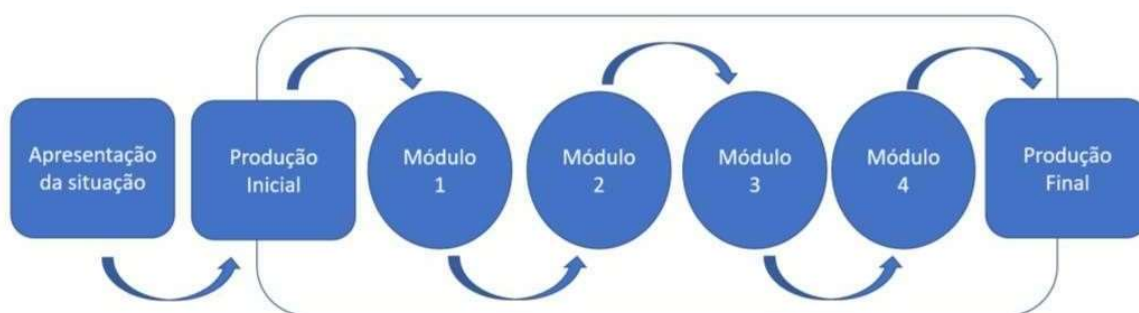 Apresentação
da situação
Produção
Inicial
Módulo
1
Módulo
2
Módulo
3
Módulo
4
Produção
Final